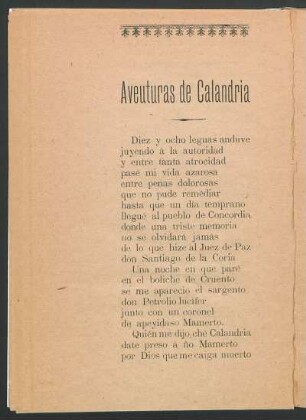 Aveuturas de Calandria
Diez y ocho leguas anduve
juyendo á la autoridad
y entre tanta atrocidad
pasé mi vida azarosa
entre penas dolorosas
que no pude remediar
hasta que un día temprano
llegué al pueblo de Concordia,
donde una triste memoria
no se olvidará jamás
de lo que hize al Juez de Paz
don Santiago de la Coria
Una noche en que paré
en el boliche de Cruento
se me apareció el sargento
don Petrolio lucifer
junto con un coronel
de apeyidoso Mamerto.
Quién me dijo ché Calandria
date preso á ño Mamerto
por Dios que me caiga muerto